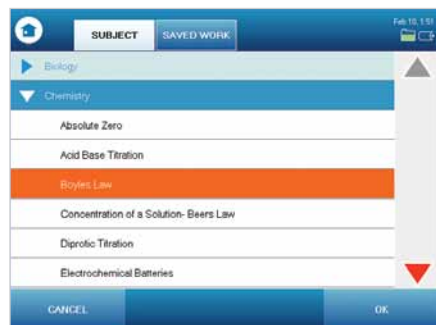 SUBJECT
SAVED WORK
Feb 10, 1:51
Biology
Chemistry
Absolute Zero
Acid Base Titration
Boyles Law
Concentration of a Solution- Beers Law
Diprotic Titration
Electrochemical Batteries
CANCEL
OK